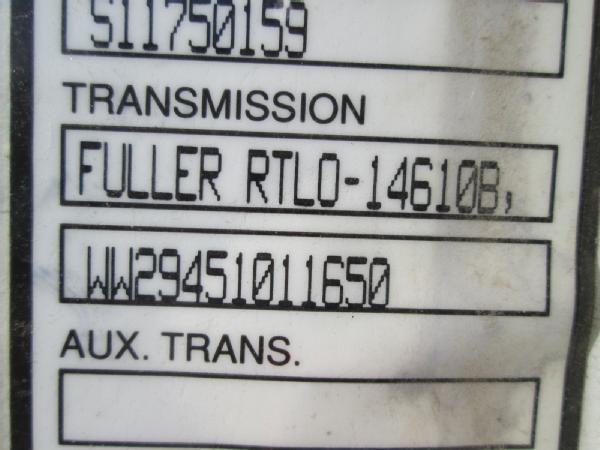 S11750159
TRANSMISSION
FULLER RTLO-14610B,
WW29451011650
AUX. TRANS.